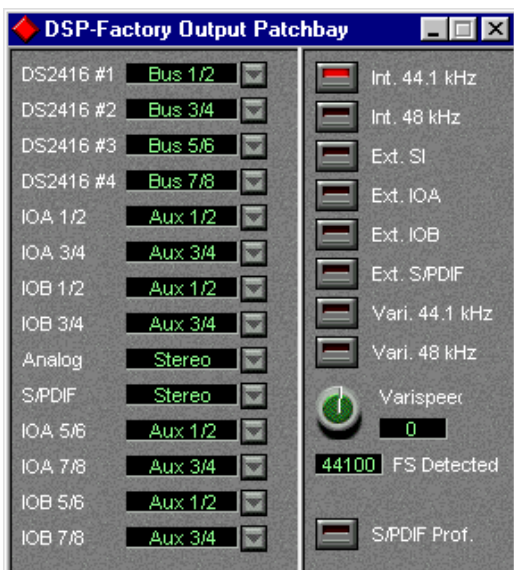 DSP-Factory Output Patchbay
DS2416 #1 Bus 1/2
DS2416 #2 Bus 3/4
DS2416 #3 Bus 5/6
DS2416 #4 Bus 7/8
IOA 1/2 Aux 1/2
IOA 3/4 Aux 3/4
IOB 1/2 Aux 1/2
IOB 3/4 Aux 3/4
Analog Stereo
S/PDIF Stereo
IOA 5/6 Aux 1/2
IOA 7/8 Aux 3/4
IOB 5/6 Aux 1/2
IOB 7/8 Aux 3/4
Int. 44.1 kHz
Int. 48 kHz
Ext. SI
Ext. IOA
Ext. IOB
Ext. S/PDIF
Vari. 44.1 kHz
Vari. 48 kHz
Varispeec
0
44100 FS Detected
S/PDIF Prof.